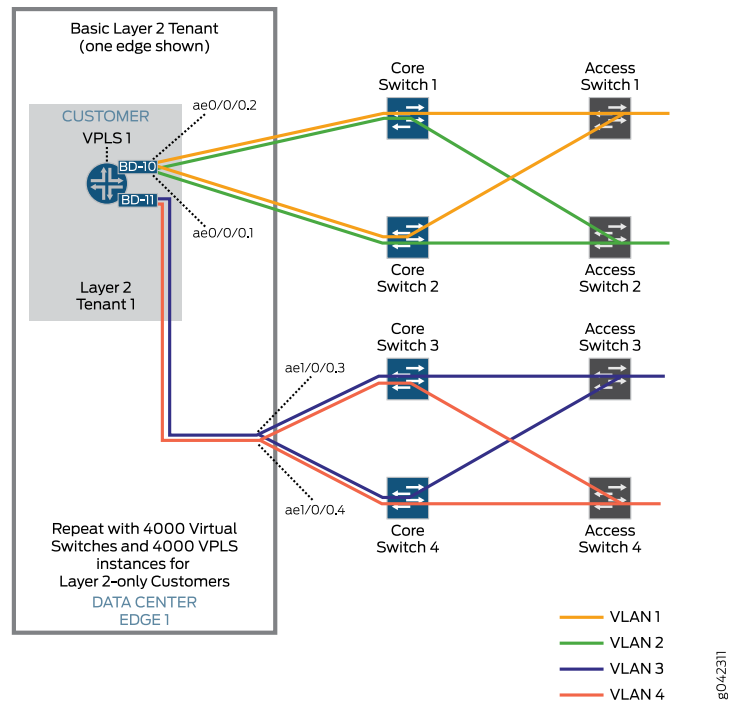 Basic Layer 2 Tenant
(one edge shown)
CUSTOMER
VPLS 1
BD-10
BD-11
Layer 2
Tenant 1
ae0/0/0.2
ae0/0/0.1
Core
Switch 1
Access
Switch 1
Core
Switch 2
Access
Switch 2
Core
Switch 3
Access
Switch 3
ae1/0/0.3
ae1/0/0.4
Core
Switch 4
Access
Switch 4
Repeat with 4000 Virtual
Switches and 4000 VPLS
instances for
Layer 2-only Customers
DATA CENTER
EDGE 1
VLAN 1
VLAN 2
VLAN 3
VLAN 4
g042311